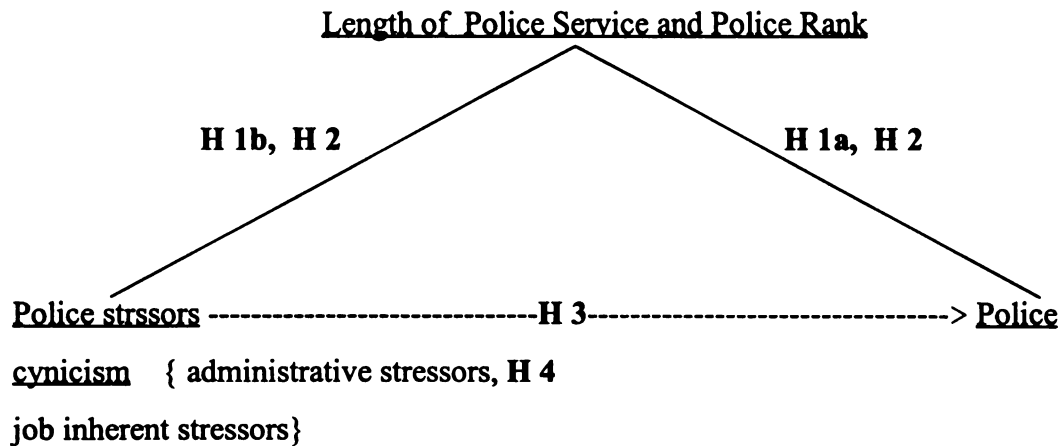 Length of Police Service and Police Rank
H 1b, H 2
H 1a, H 2
Police strssors --------------------------------H 3-----------------------------------> Police
cynicism { administrative stressors, H 4
job inherent stressors}